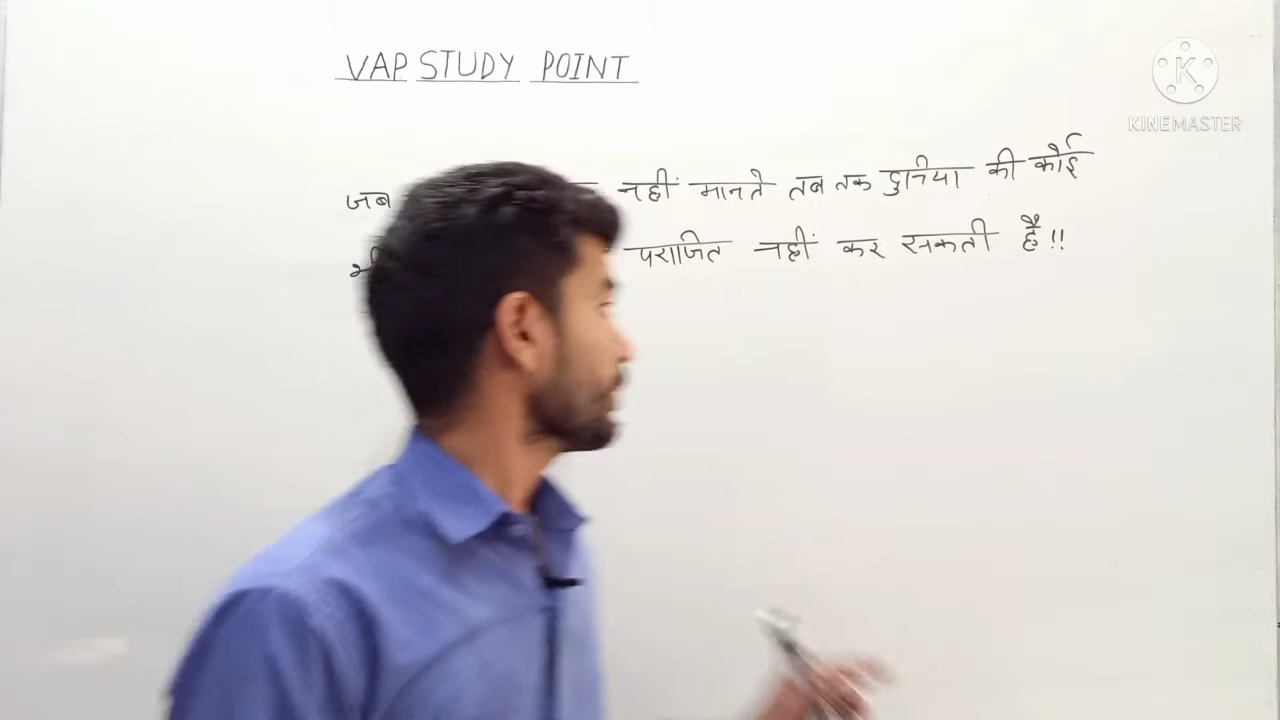 VAP STUDY POINT
KINEMASTER
जब नहीं मानते तब तक दुनिया की कोई
पराजित नहीं कर सकती है!!